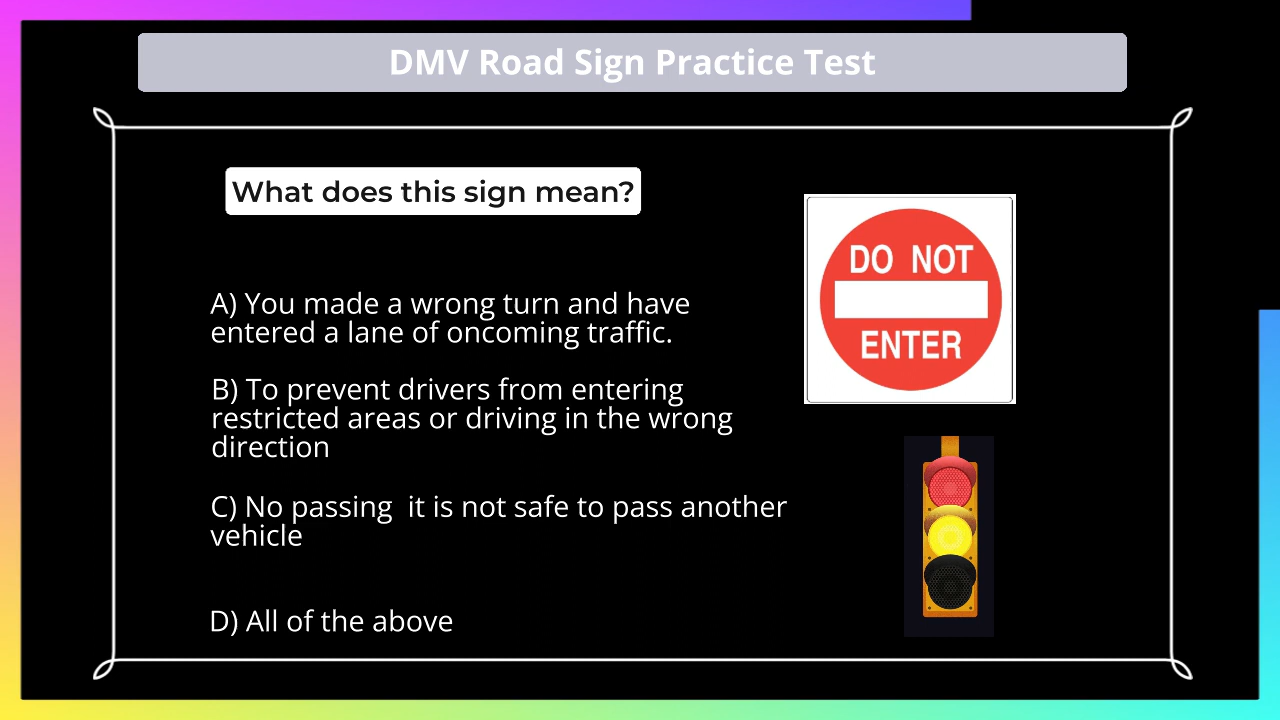 DMV Road Sign Practice Test
What does this sign mean?
A) You made a wrong turn and have
entered a lane of oncoming traffic.
B) To prevent drivers from entering
restricted areas or driving in the wrong
direction
C) No passing  it is not safe to pass another
vehicle
D) All of the above
DO NOT
ENTER